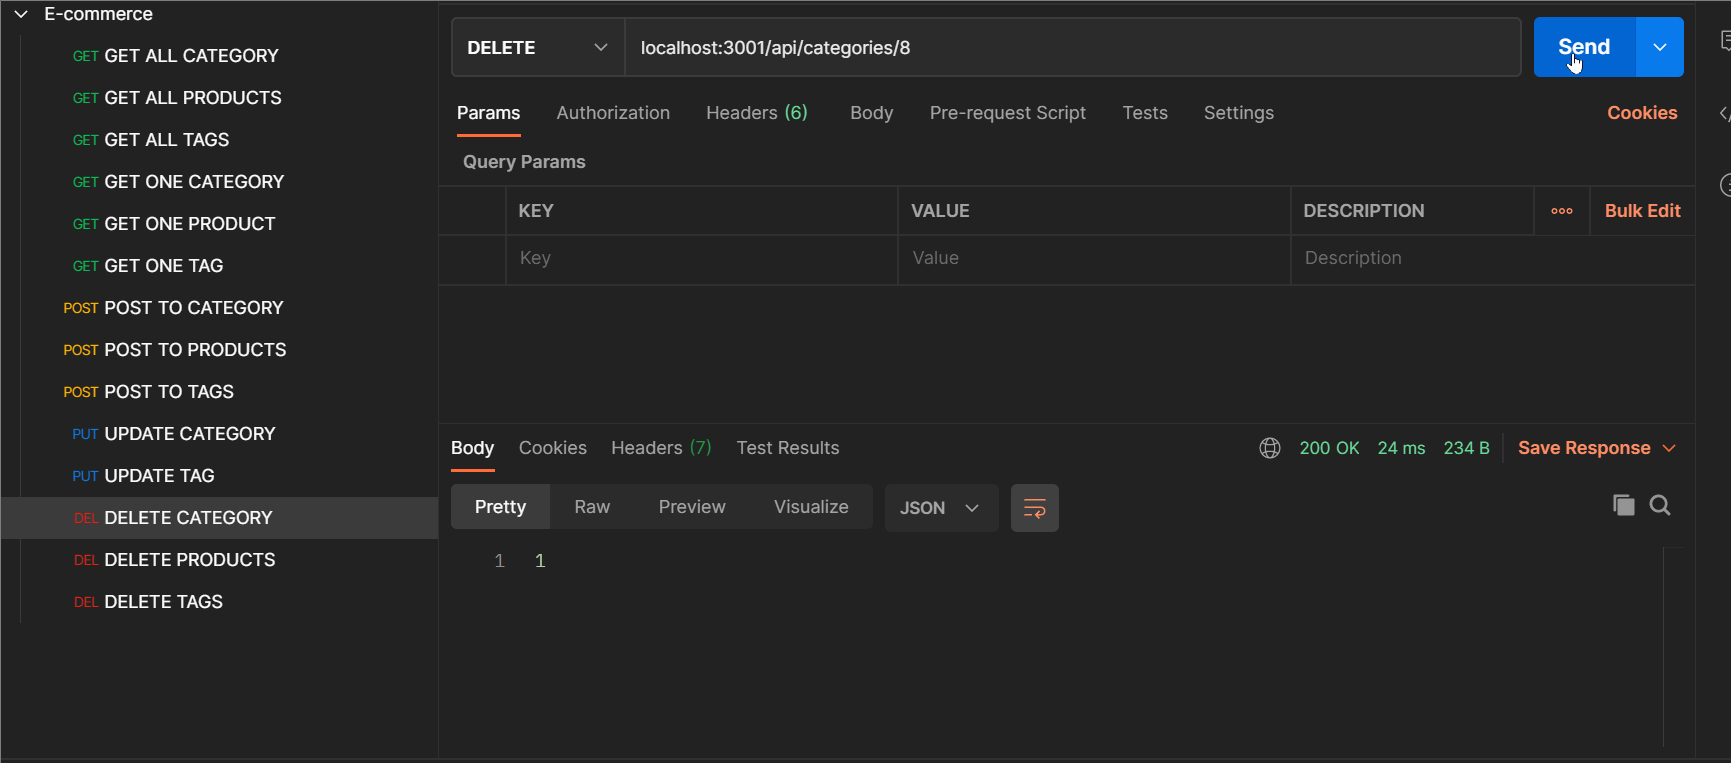 E-commerce
GET GET ALL CATEGORY
GET GET ALL PRODUCTS
GET GET ALL TAGS
GET GET ONE CATEGORY
GET GET ONE PRODUCT
GET GET ONE TAG
POST POST TO CATEGORY
POST POST TO PRODUCTS
POST POST TO TAGS
PUT UPDATE CATEGORY
PUT UPDATE TAG
DEL DELETE CATEGORY
DEL DELETE PRODUCTS
DEL DELETE TAGS
DELETE localhost:3001/api/categories/8 Send
Params Authorization Headers (6) Body Pre-request Script Tests Settings Cookies
Query Params
KEY VALUE DESCRIPTION Bulk Edit
Key Value Description
Body Cookies Headers (7) Test Results 200 OK 24 ms 234 B Save Response
Pretty Raw Preview Visualize JSON
1 1